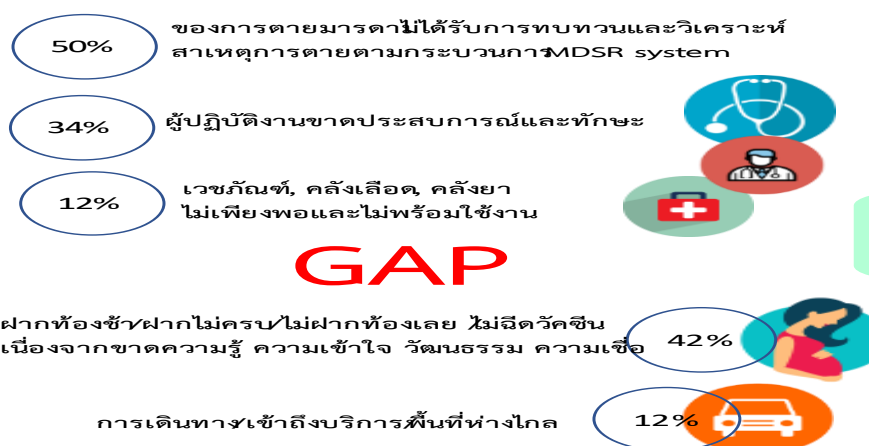 50%
ของการตายมารดาไม่ได้รับการทบทวนและวิเคราะห์
สาเหตุการตายตามกระบวนการMDSR system
34%
ผู้ปฏิบัติงานขาดประสบการณ์และทักษะ
12%
เวชภัณฑ์, คลังเลือด, คลังยา
ไม่เพียงพอและไม่พร้อมใช้งาน
GAP
ฝากท้องช้า/ฝากไม่ครบ/ไม่ฝากท้องเลย /ไม่ฉีดวัคซีน
เนื่องจากขาดความรู้ ความเข้าใจ วัฒนธรรม ความเชื่อ
42%
การเดินทาง/เข้าถึงบริการ/พื้นที่ห่างไกล
12%